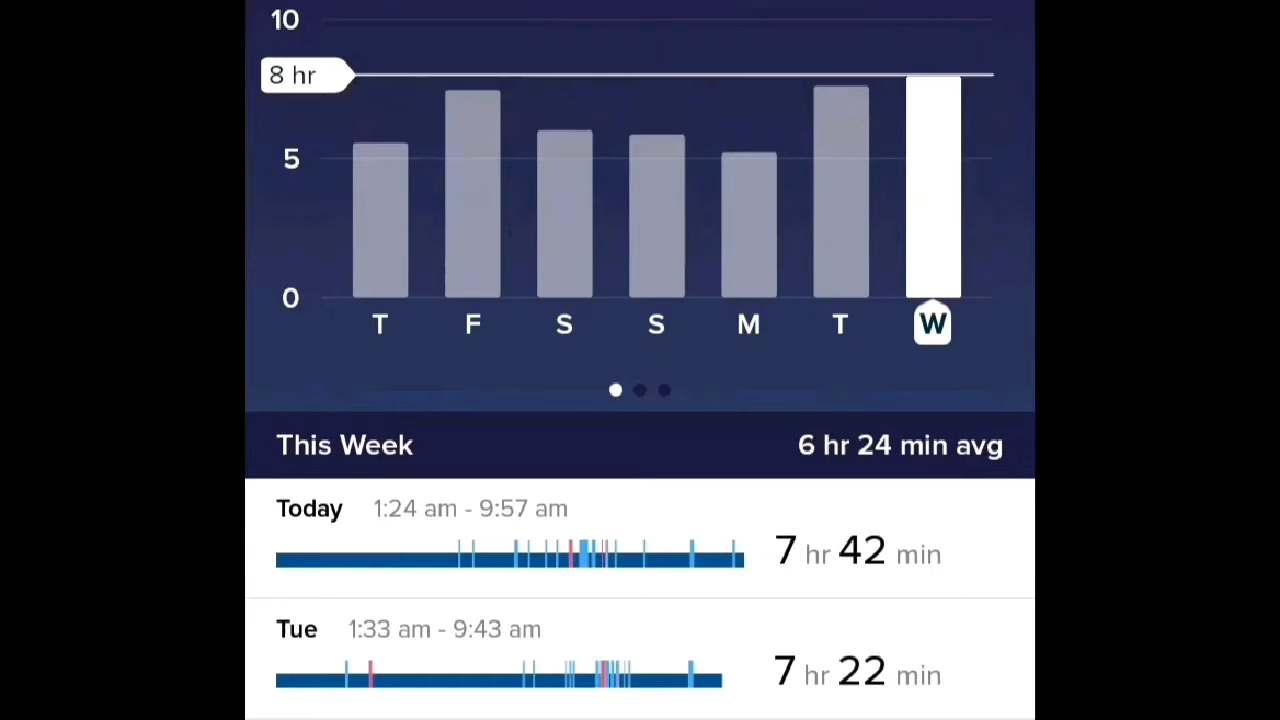 10
8 hr
5
0
T F S S M T W
This Week 6 hr 24 min avg
Today 1:24 am - 9:57 am
7 hr 42 min
Tue 1:33 am - 9:43 am
7 hr 22 min